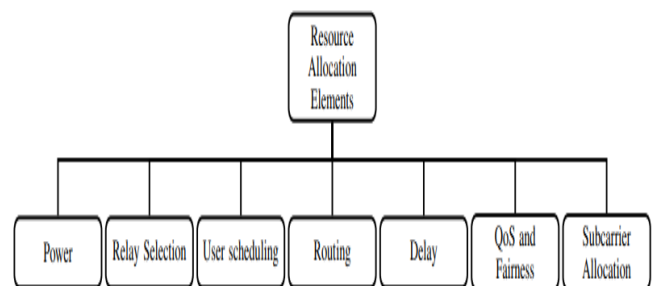 Resource
Allocation
Elements
Power
Relay Selection
User scheduling
Routing
Delay
QoS and
Fairness
Subcarrier
Allocation